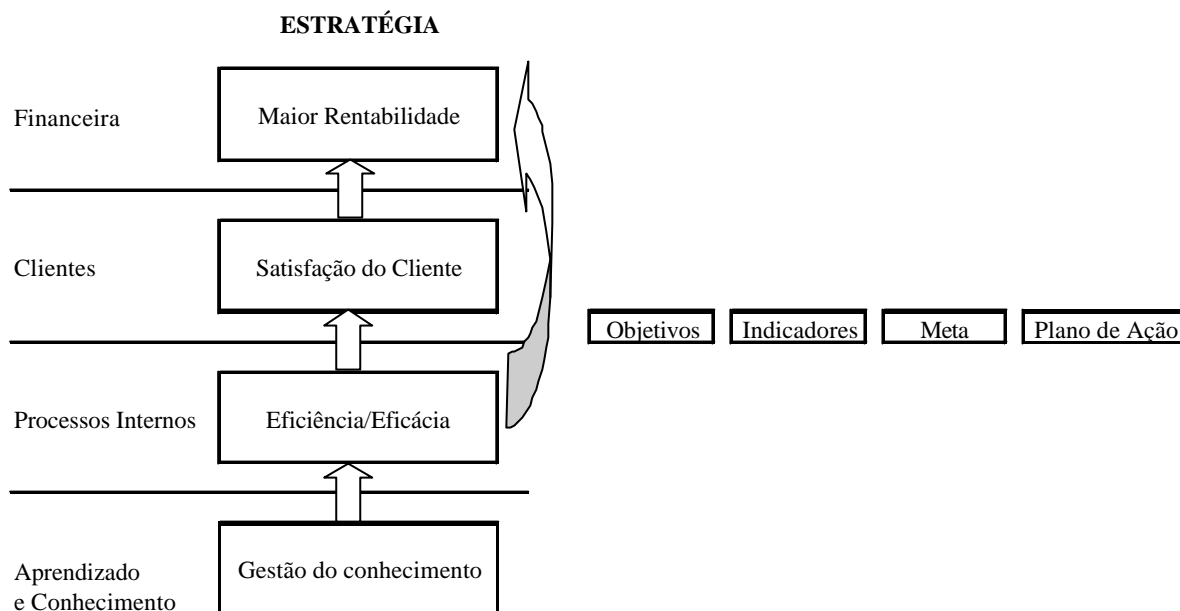 ESTRATÉGIA
Financeira
Maior Rentabilidade
Clientes
Satisfação do Cliente
Objetivos
Indicadores
Meta
Plano de Ação
Processos Internos
Eficiência/Eficácia
Aprendizado
e Conhecimento
Gestão do conhecimento